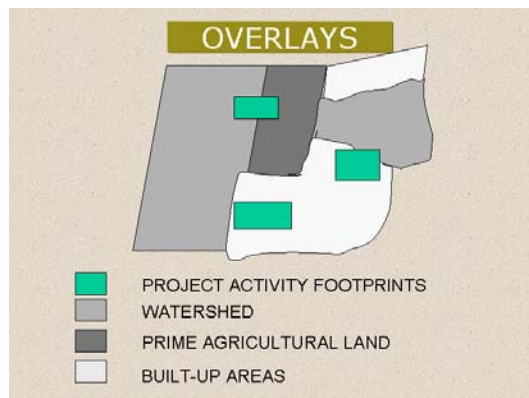 OVERLAYS
PROJECT ACTIVITY FOOTPRINTS
WATERSHED
PRIME AGRICULTURAL LAND
BUILT-UP AREAS